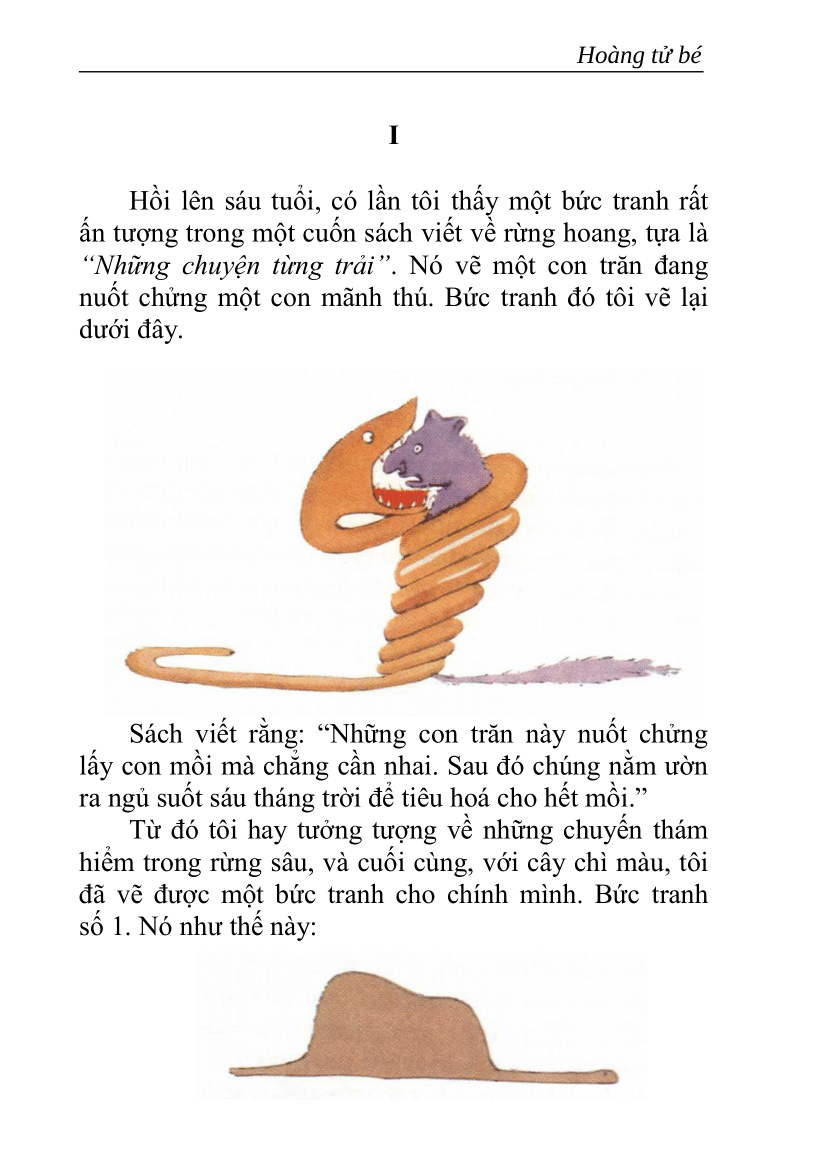 Hoàng tử bé
I
Hồi lên sáu tuổi, có lần tôi thấy một bức tranh rất
ấn tượng trong một cuốn sách viết về rừng hoang, tựa là
“Những chuyện từng trải”. Nó vẽ một con trăn đang
nuốt chửng một con mãnh thú. Bức tranh đó tôi vẽ lại
dưới đây.
Sách viết rằng: “Những con trăn này nuốt chửng
lấy con mồi mà chẳng cần nhai. Sau đó chúng nằm ườn
ra ngủ suốt sáu tháng trời để tiêu hoá cho hết mồi.”
Từ đó tôi hay tưởng tượng về những chuyến thám
hiểm trong rừng sâu, và cuối cùng, với cây chì màu, tôi
đã vẽ được một bức tranh cho chính mình. Bức tranh
số 1. Nó như thế này: